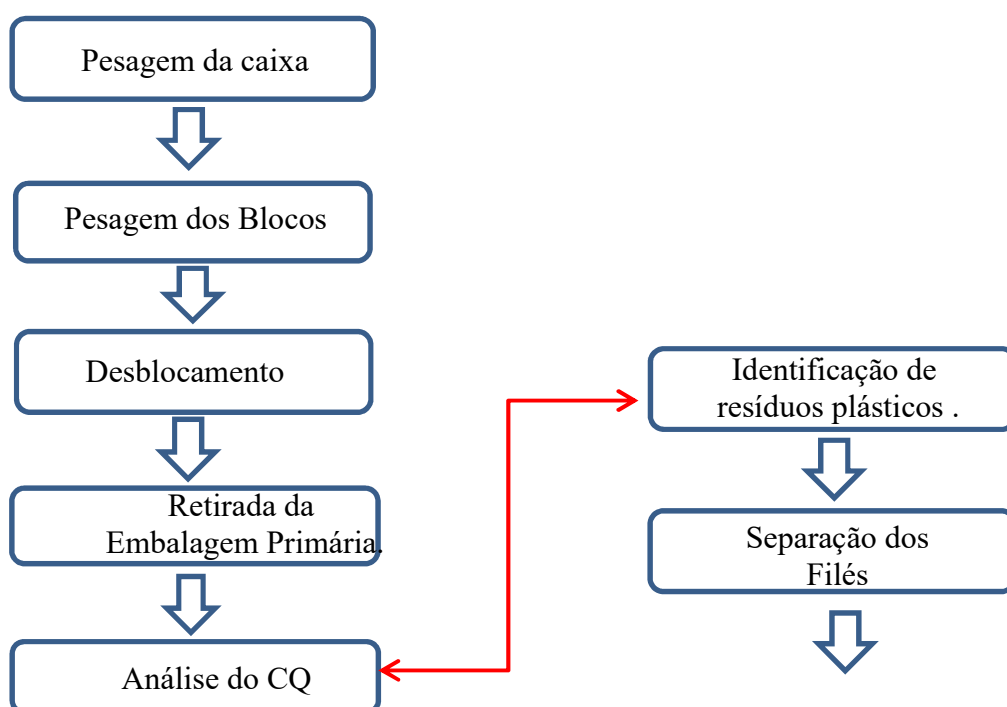 Pesagem da caixa
Pesagem dos Blocos
Desblocamento
Retirada da
Embalagem Primária.
Análise do CQ
Identificação de
resíduos plásticos .
Separação dos
Filés